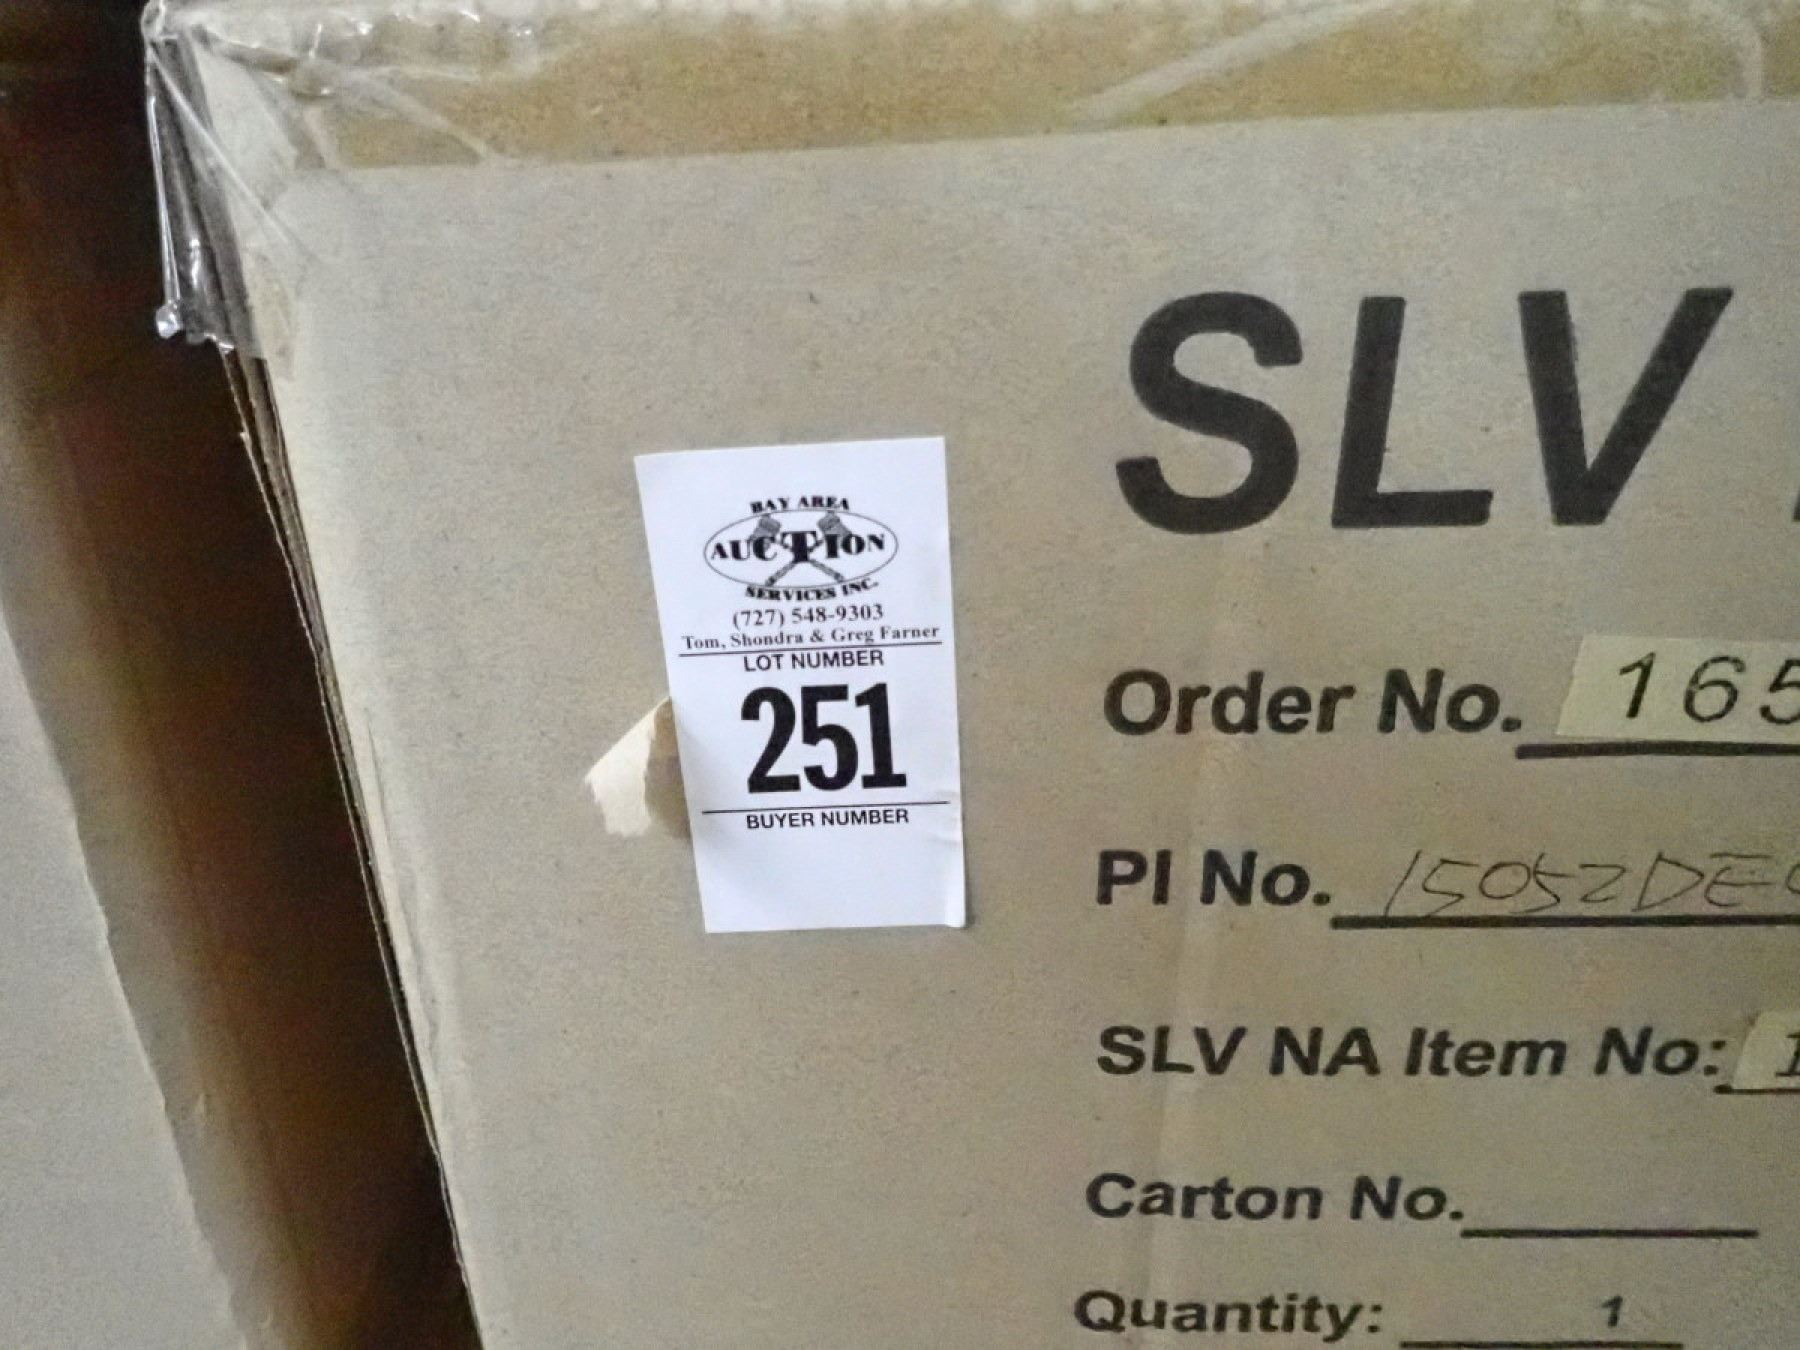 SLV
BAY AREA
AUCTION
SERVICES INC.
(727) 548-9303
Tom, Shondra & Greg Farner
LOT NUMBER
251
BUYER NUMBER
Order No. 165
PI No. 15052DE
SLV NA Item No: 1
Carton No.
Quantity: 1